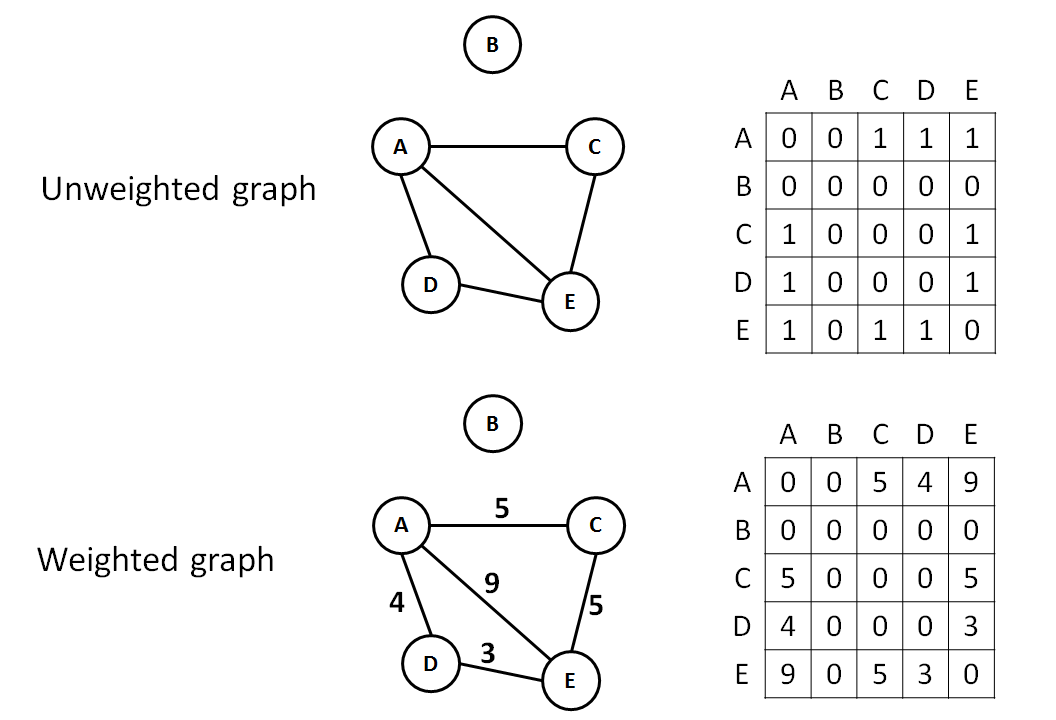 B
A
C
Unweighted graph
D
E
A B C D E
A 0 0 1 1 1
B 0 0 0 0 0
C 1 0 0 0 1
D 1 0 0 0 1
E 1 0 1 1 0
B
A
5
C
Weighted graph
4
9
5
D
3
E
A B C D E
A 0 0 5 4 9
B 0 0 0 0 0
C 5 0 0 0 5
D 4 0 0 0 3
E 9 0 5 3 0